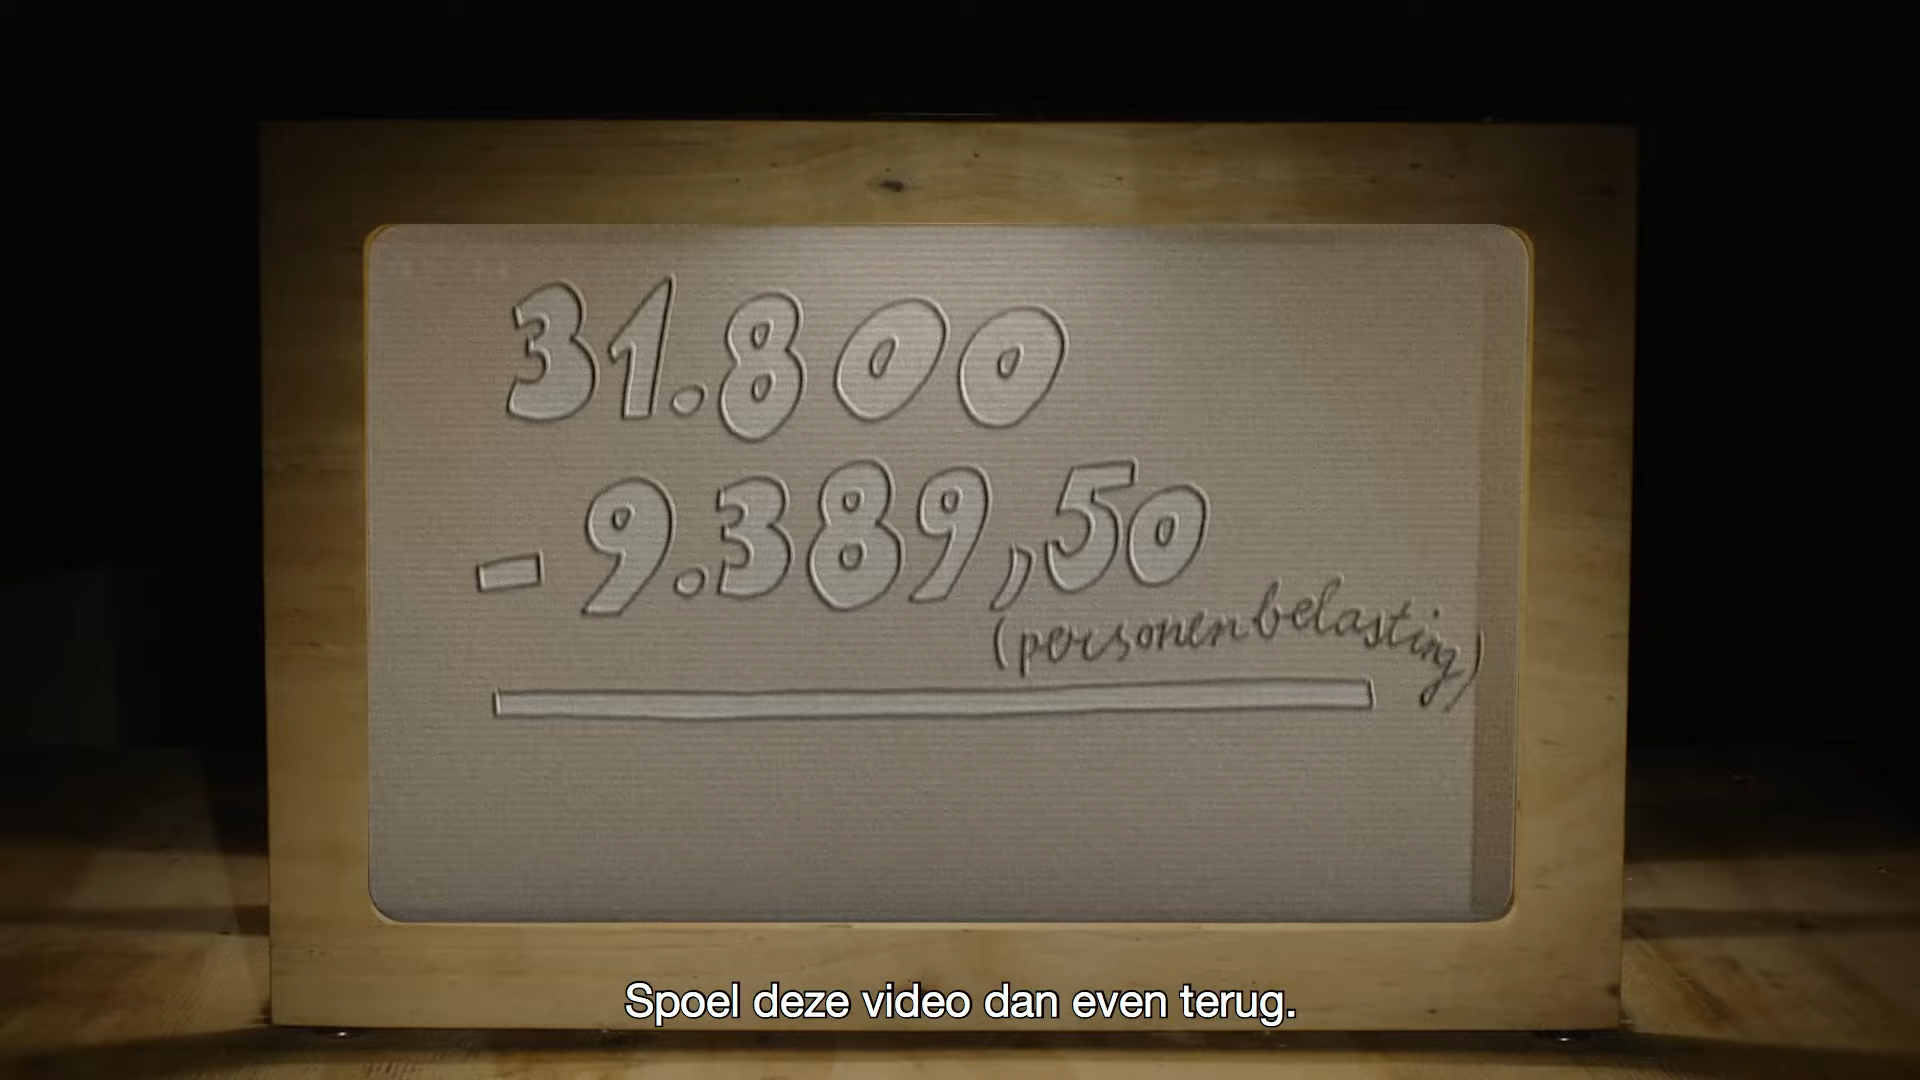 31.800
- 9.389,50
(personenbelasting)
Spoel deze video dan even terug.